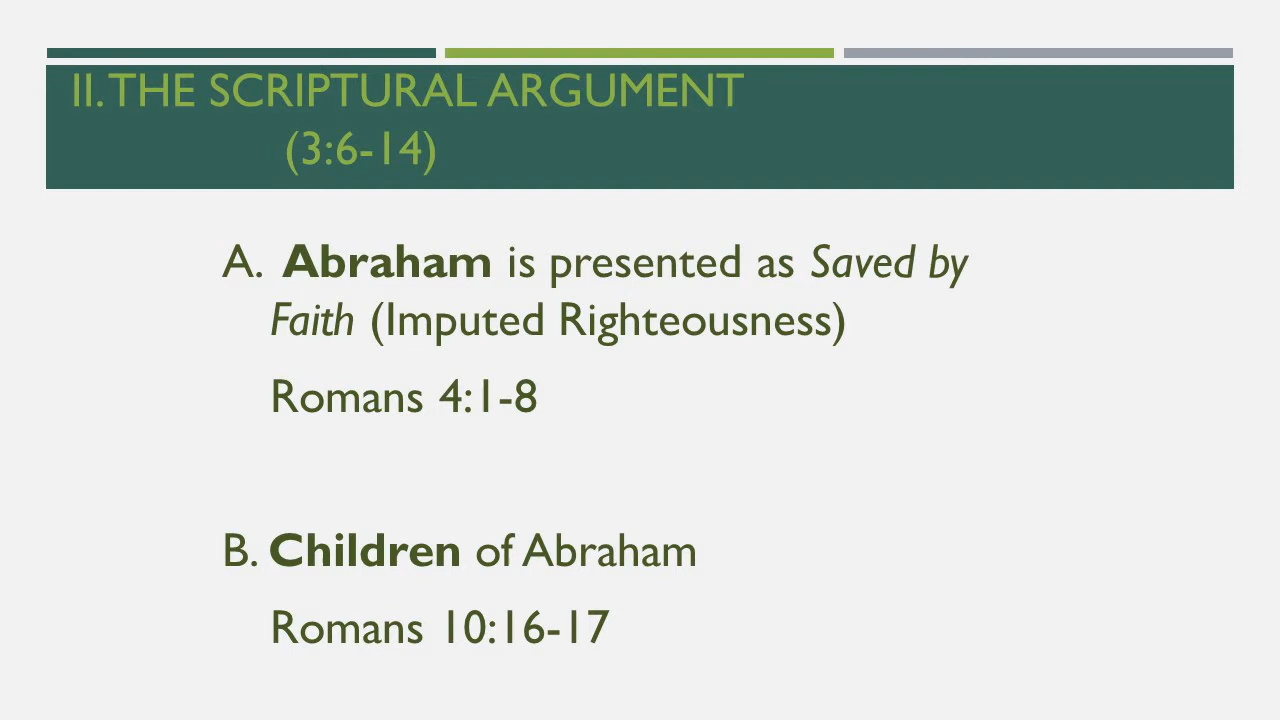 II. THE SCRIPTURAL ARGUMENT
(3:6-14)
A. Abraham is presented as Saved by
Faith (Imputed Righteousness)
Romans 4:1-8
B. Children of Abraham
Romans 10:16-17